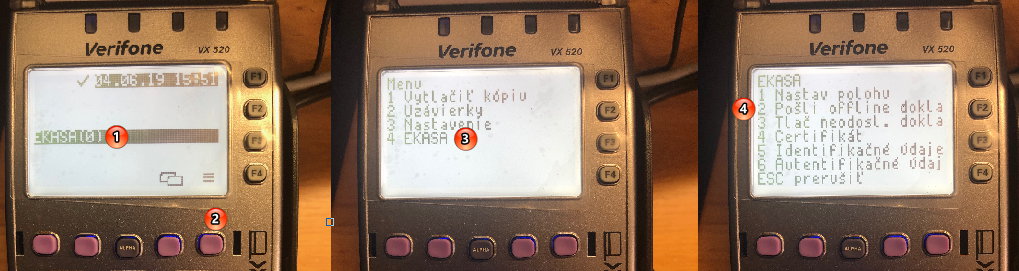 Verifone VX 520
04.06.19 15:51
EKASA(0) 1
F1
F2
F3
F4
2
ALPHA
Verifone VX 520
Menu
1 Vytlačiť kópiu
2 Uzávierky
3 Nastavenie
4 EKASA 3
F1
F2
F3
F4
ALPHA
Verifone VX 520
EKASA
1 Nastav polohu
4
2 Pošli offline dokla
3 Tlač neodosl. dokla
4 Certifikát
5 Identifikačné údaje
6 Autentifikačné údaj
ESC prerušiť
F1
F2
F3
F4
ALPHA